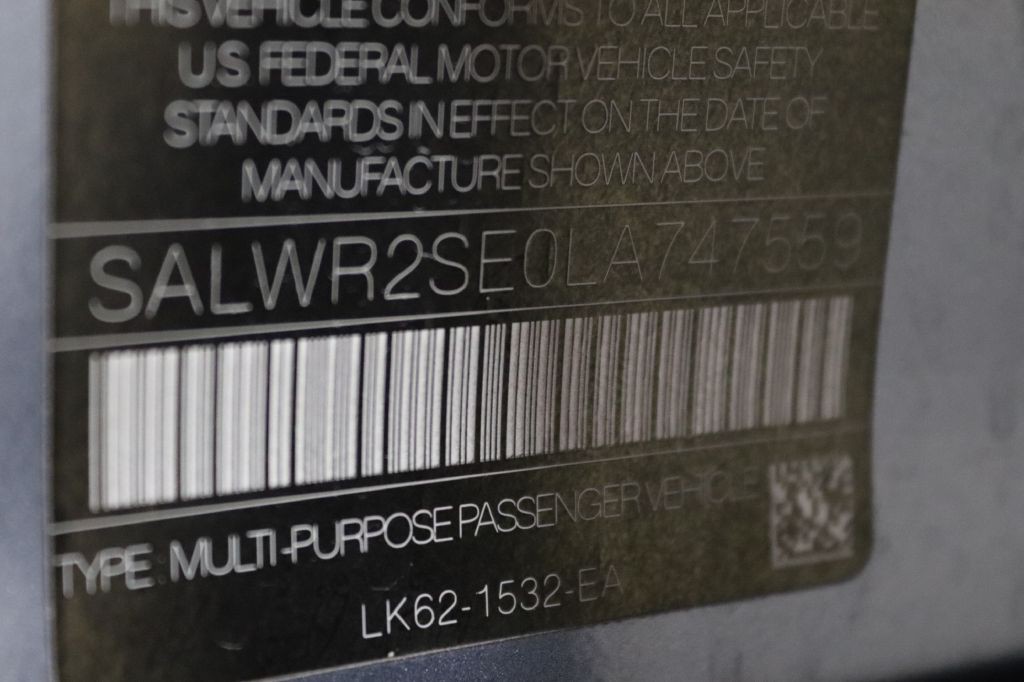 THIS VEHICLE CONFORMS TO ALL APPLICABLE
US FEDERAL MOTOR VEHICLE SAFETY
STANDARDS IN EFFECT ON THE DATE OF
MANUFACTURE SHOWN ABOVE
SALWR2SE0LA747559
TYPE: MULTI-PURPOSE PASSENGER VEHICLE
LK62-1532-EA